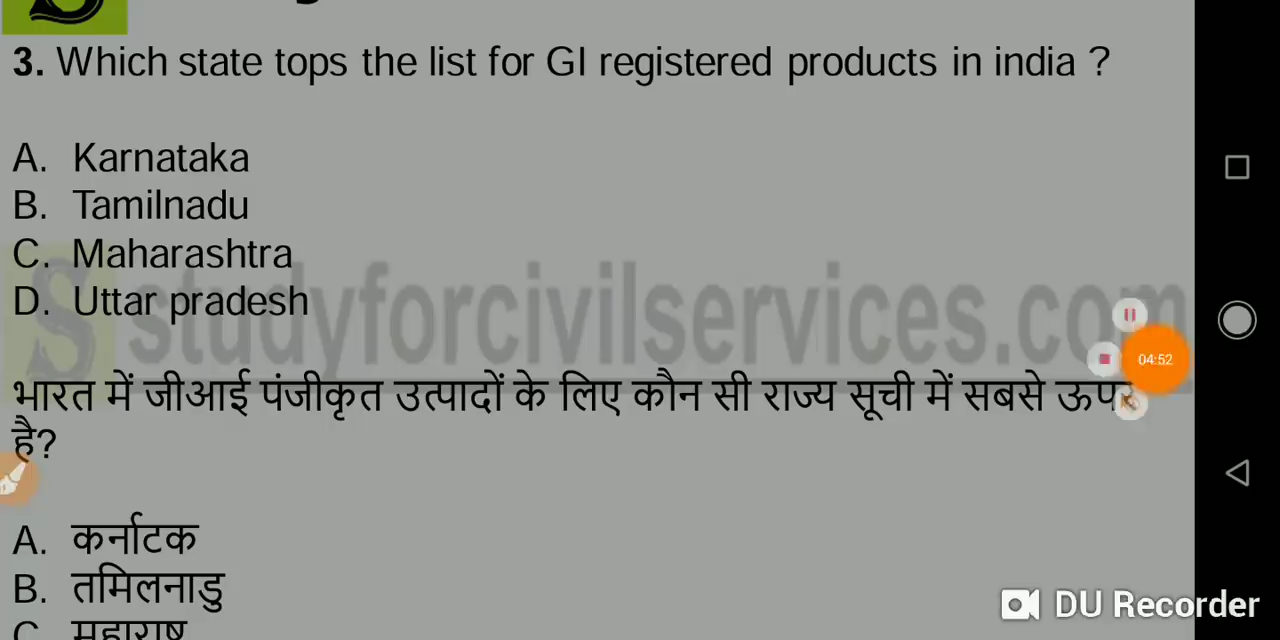 3. Which state tops the list for GI registered products in india ?
A. Karnataka
B. Tamilnadu
C. Maharashtra
D. Uttar pradesh
studyforcivilservices.com
04:52
भारत में जीआई पंजीकृत उत्पादों के लिए कौन सी राज्य सूची में सबसे ऊपर
है?
A. कर्नाटक
B. तमिलनाडु
C. महाराष्ट्र
DU Recorder